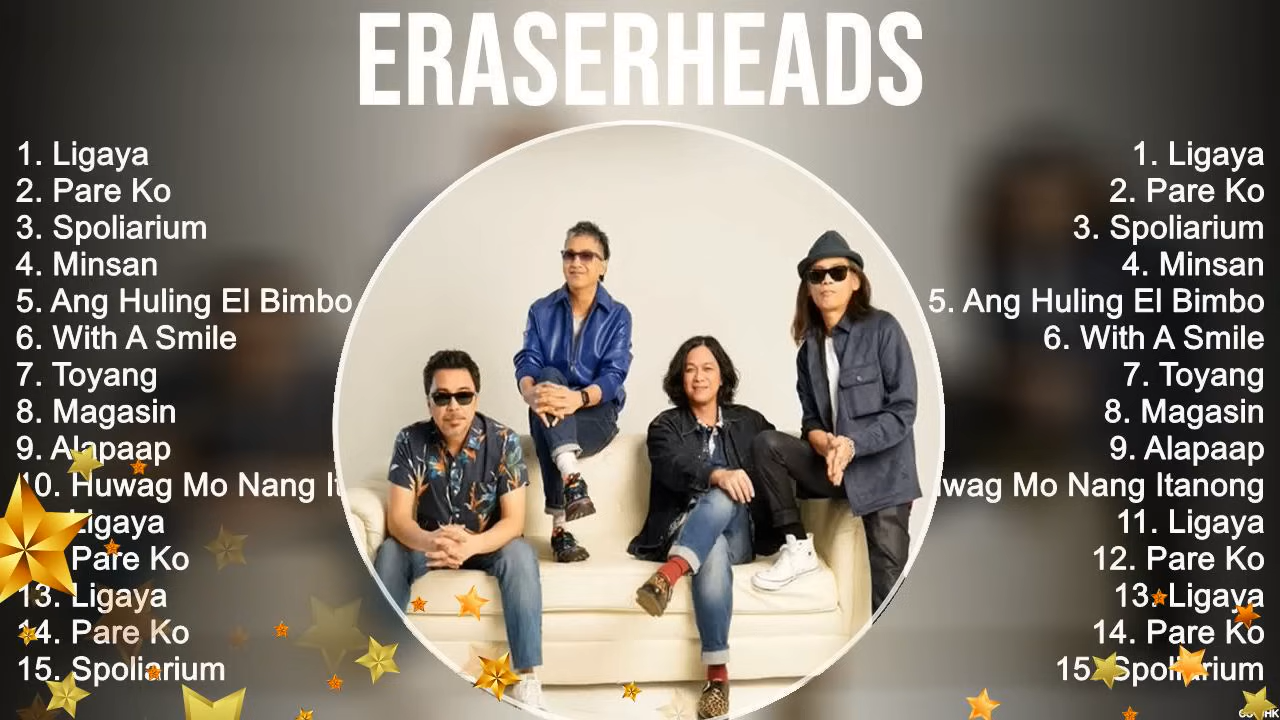 ERASERHEADS
1. Ligaya
2. Pare Ko
3. Spoliarium
4. Minsan
5. Ang Huling El Bimbo
6. With A Smile
7. Toyang
8. Magasin
9. Alapaap
10. Huwag Mo Nang It
Ligaya
Pare Ko
13. Ligaya
14. Pare Ko
15. Spoliarium
1. Ligaya
2. Pare Ko
3. Spoliarium
4. Minsan
5. Ang Huling El Bimbo
6. With A Smile
7. Toyang
8. Magasin
9. Alapaap
wag Mo Nang Itanong
11. Ligaya
12. Pare Ko
13. Ligaya
14. Pare Ko
15. Spoliarium